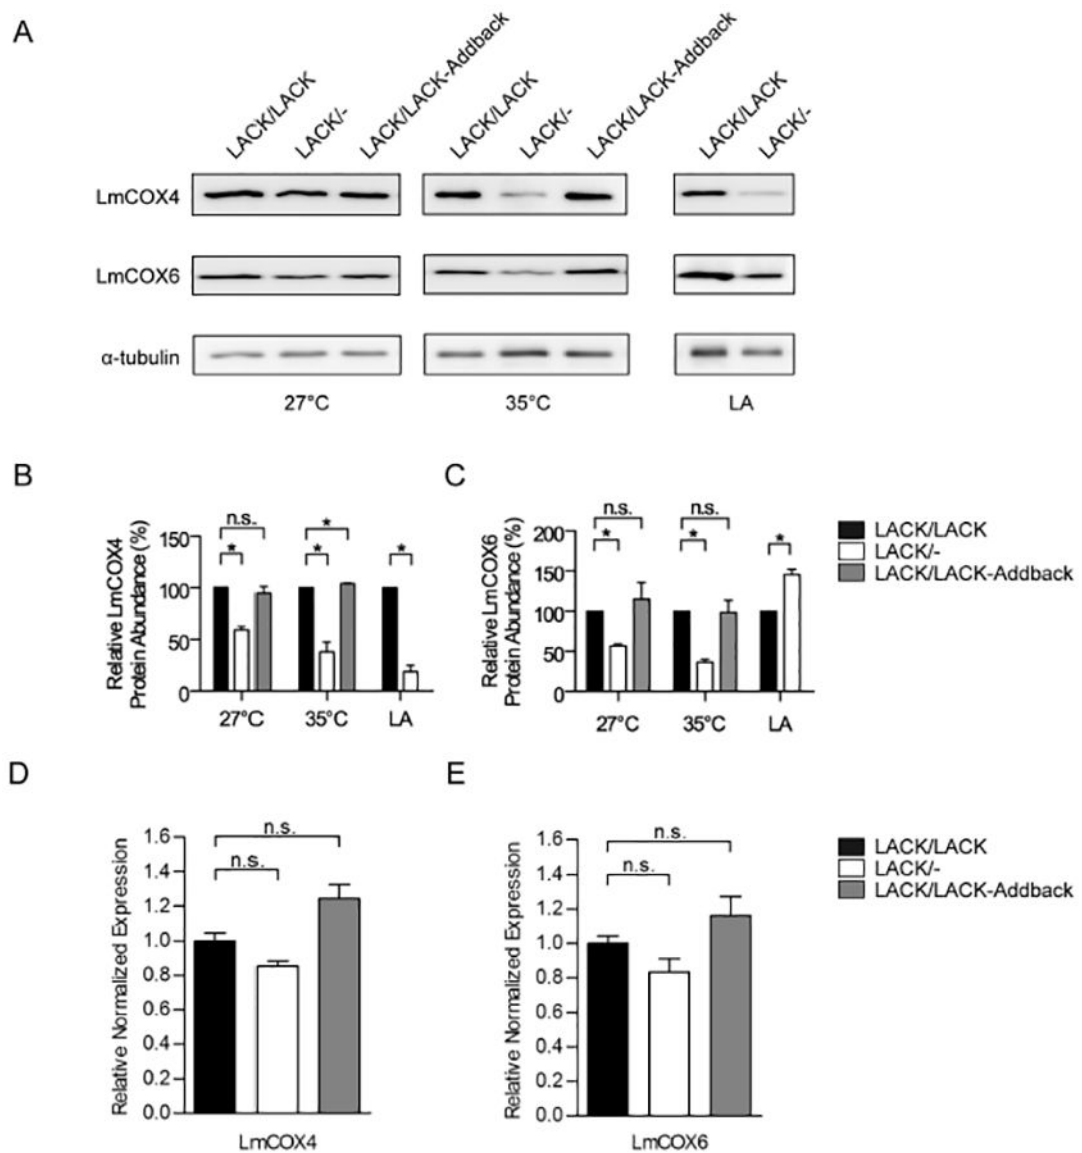 A
LACK/LACK
LACK/-
LACK/LACK-Addback
LACK/LACK
LACK/-
LACK/LACK-Addback
LACK/LACK
LACK/-
LmCOX4
LmCOX6
α-tubulin
27°C
35°C
LA
B
Relative LmCOX4
Protein Abundance (%)
150
100
50
0
n.s.
*
*
*
*
27°C
35°C
LA
C
Relative LmCOX6
Protein Abundance (%)
200
150
100
50
0
n.s.
*
n.s.
*
*
27°C
35°C
LA
LACK/LACK
LACK/-
LACK/LACK-Addback
D
Relative Normalized Expression
1.6
1.4
1.2
1.0
0.8
0.6
0.4
0.2
0.0
n.s.
n.s.
LmCOX4
E
Relative Normalized Expression
1.6
1.4
1.2
1.0
0.8
0.6
0.4
0.2
0.0
n.s.
n.s.
LmCOX6
LACK/LACK
LACK/-
LACK/LACK-Addback